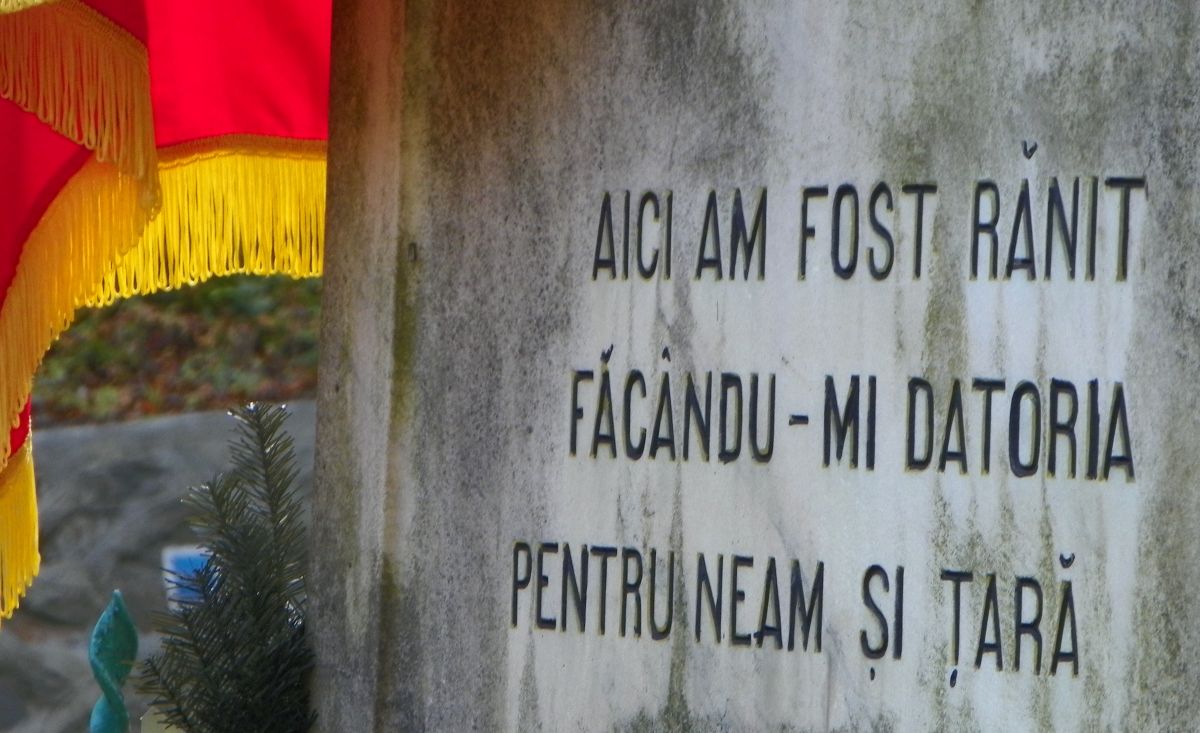 AICI AM FOST RĂNIT
FĂCÂNDU-MI DATORIA
PENTRU NEAM ȘI ȚARĂ